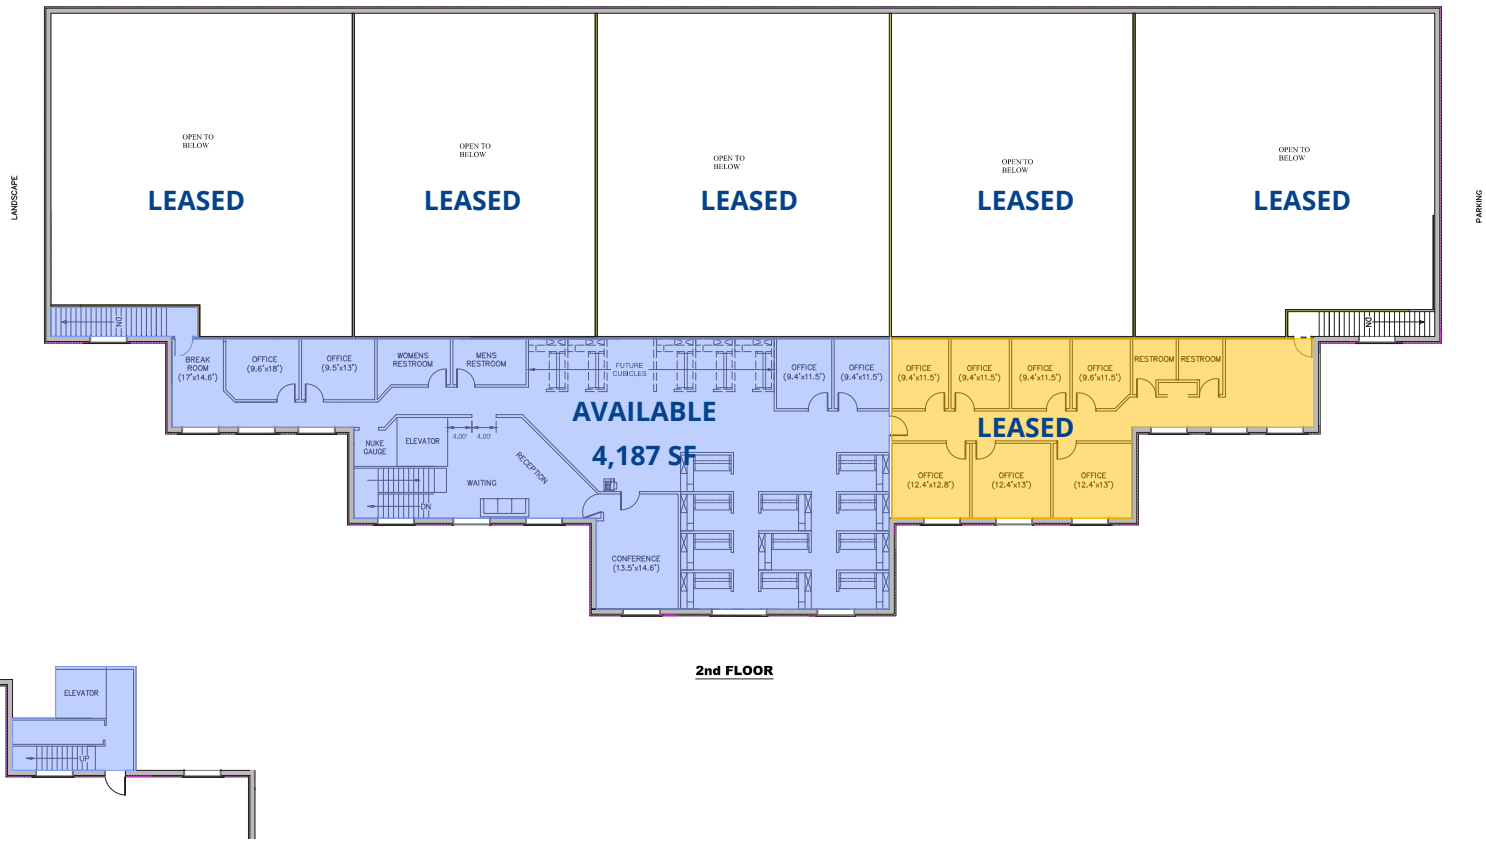 OPEN TO
BELOW
LEASED
OPEN TO
BELOW
LEASED
OPEN TO
BELOW
LEASED
OPEN TO
BELOW
LEASED
OPEN TO
BELOW
LEASED
LANDSCAPE
PARKING
DN
DN
BREAK
ROOM
(17'x14.6')
OFFICE
(9.6'x18')
OFFICE
(9.5'x13')
WOMENS
RESTROOM
MENS
RESTROOM
FUTURE
CUBICLES
OFFICE
(9.4'x11.5')
OFFICE
(9.4'x11.5')
OFFICE
(9.4'x11.5')
OFFICE
(9.4'x11.5')
OFFICE
(9.4'x11.5')
OFFICE
(9.6'x11.5')
RESTROOM
RESTROOM
AVAILABLE
4,187 SF
LEASED
NUKE
GAUGE
ELEVATOR
4.00'
4.00'
RECEPTION
WAITING
DN
OFFICE
(12.4'x12.8')
OFFICE
(12.4'x13')
OFFICE
(12.4'x13')
CONFERENCE
(13.5'x14.6')
2nd FLOOR
ELEVATOR
UP